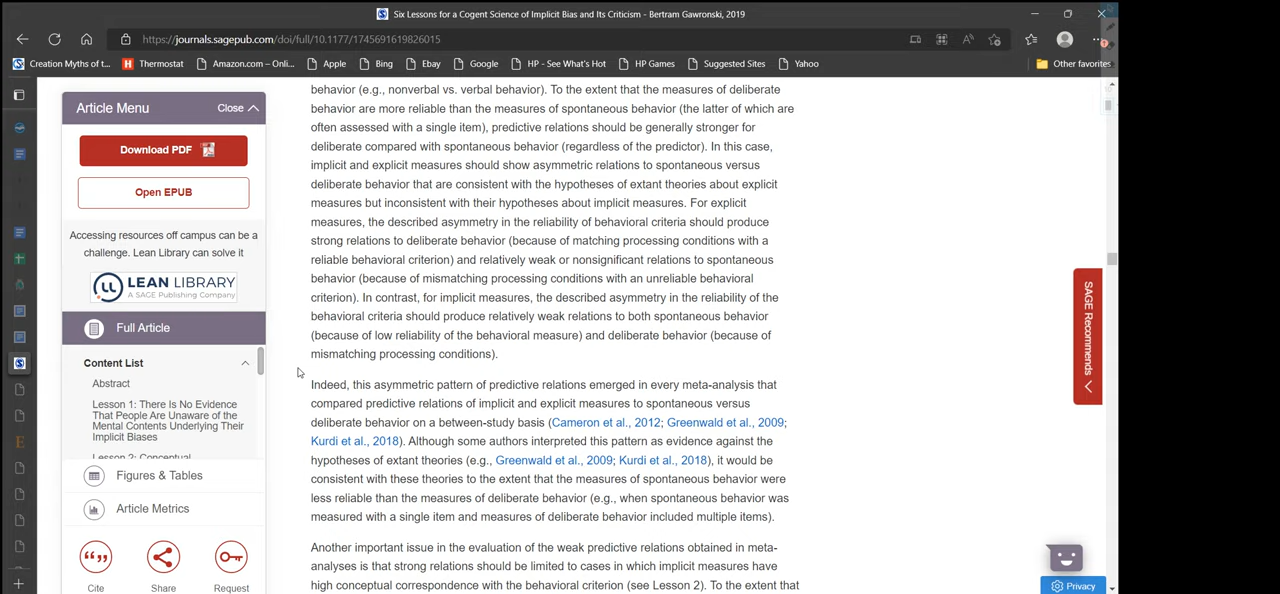 Six Lessons for a Cogent Science of Implicit Bias and Its Criticism - Bertram Gawronski, 2019
https://journals.sagepub.com/doi/full/10.1177/1745691619826015
Creation Myths of t... Thermostat Amazon.com – Onli... Apple Bing Ebay Google HP - See What's Hot HP Games Suggested Sites Yahoo Other favorites
Article Menu Close
Download PDF
Open EPUB
Accessing resources off campus can be a
challenge. Lean Library can solve it
LEAN LIBRARY
A SAGE Publishing Company
Full Article
Content List
Abstract
Lesson 1: There Is No Evidence
That People Are Unaware of the
Mental Contents Underlying Their
Implicit Biases
Lesson 2: Conceptual
Figures & Tables
Article Metrics
Cite Share Request
behavior (e.g., nonverbal vs. verbal behavior). To the extent that the measures of deliberate
behavior are more reliable than the measures of spontaneous behavior (the latter of which are
often assessed with a single item), predictive relations should be generally stronger for
deliberate compared with spontaneous behavior (regardless of the predictor). In this case,
implicit and explicit measures should show asymmetric relations to spontaneous versus
deliberate behavior that are consistent with the hypotheses of extant theories about explicit
measures but inconsistent with their hypotheses about implicit measures. For explicit
measures, the described asymmetry in the reliability of behavioral criteria should produce
strong relations to deliberate behavior (because of matching processing conditions with a
reliable behavioral criterion) and relatively weak or nonsignificant relations to spontaneous
behavior (because of mismatching processing conditions with an unreliable behavioral
criterion). In contrast, for implicit measures, the described asymmetry in the reliability of the
behavioral criteria should produce relatively weak relations to both spontaneous behavior
(because of low reliability of the behavioral measure) and deliberate behavior (because of
mismatching processing conditions).
Indeed, this asymmetric pattern of predictive relations emerged in every meta-analysis that
compared predictive relations of implicit and explicit measures to spontaneous versus
deliberate behavior on a between-study basis (Cameron et al., 2012; Greenwald et al., 2009;
Kurdi et al., 2018). Although some authors interpreted this pattern as evidence against the
hypotheses of extant theories (e.g., Greenwald et al., 2009; Kurdi et al., 2018), it would be
consistent with these theories to the extent that the measures of spontaneous behavior were
less reliable than the measures of deliberate behavior (e.g., when spontaneous behavior was
measured with a single item and measures of deliberate behavior included multiple items).
Another important issue in the evaluation of the weak predictive relations obtained in meta-
analyses is that strong relations should be limited to cases in which implicit measures have
high conceptual correspondence with the behavioral criterion (see Lesson 2). To the extent that
SAGE Recommends
Privacy